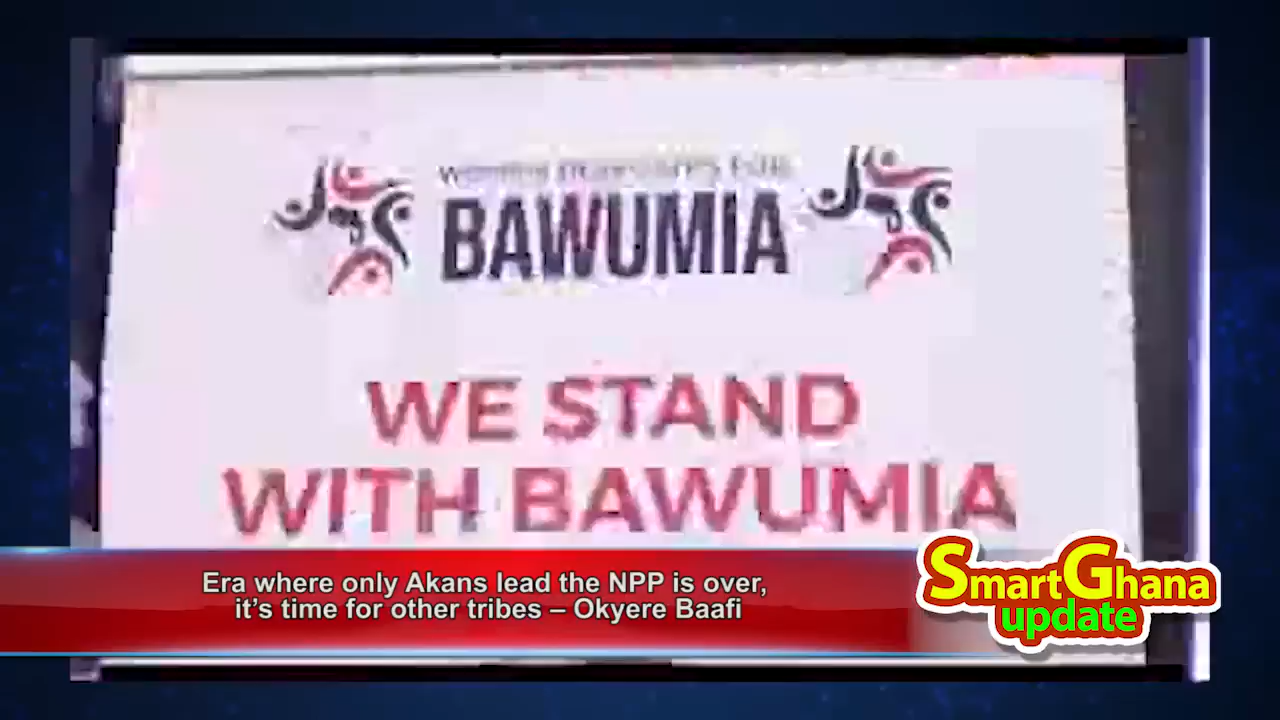 BAWUMIA
WE STAND
WITH BAWUMIA
Era where only Akans lead the NPP is over,
it's time for other tribes – Okyere Baafi
SmartGhana
update